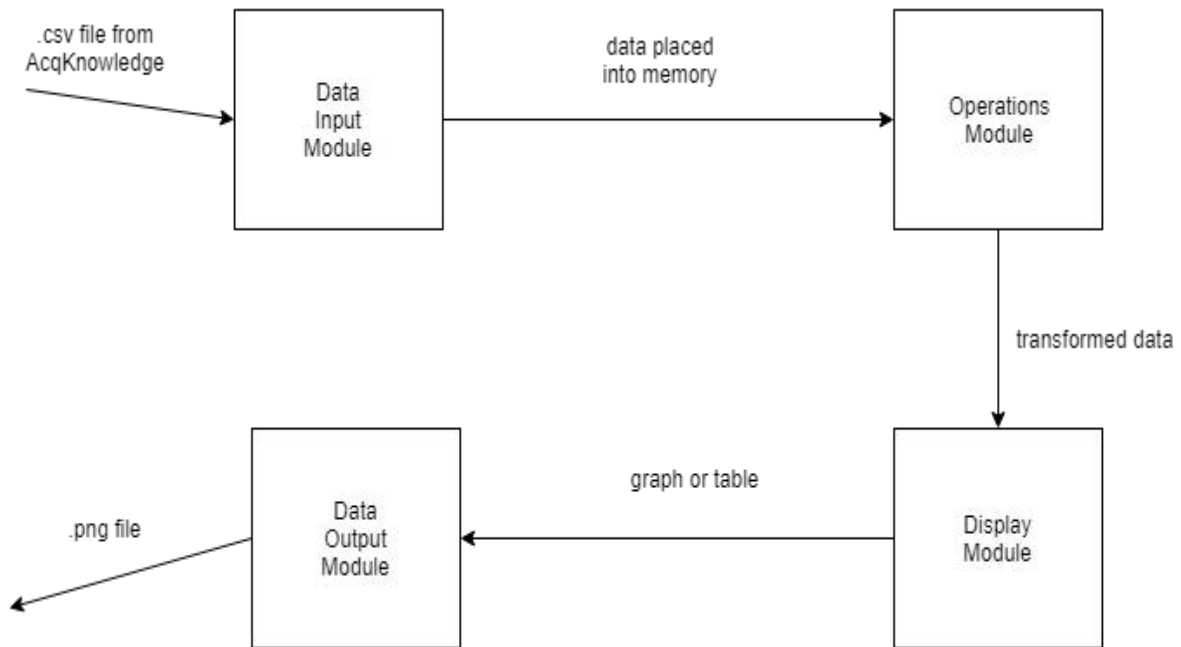 .csv file from
AcqKnowledge
Data
Input
Module
data placed
into memory
Operations
Module
transformed data
Display
Module
graph or table
Data
Output
Module
.png file